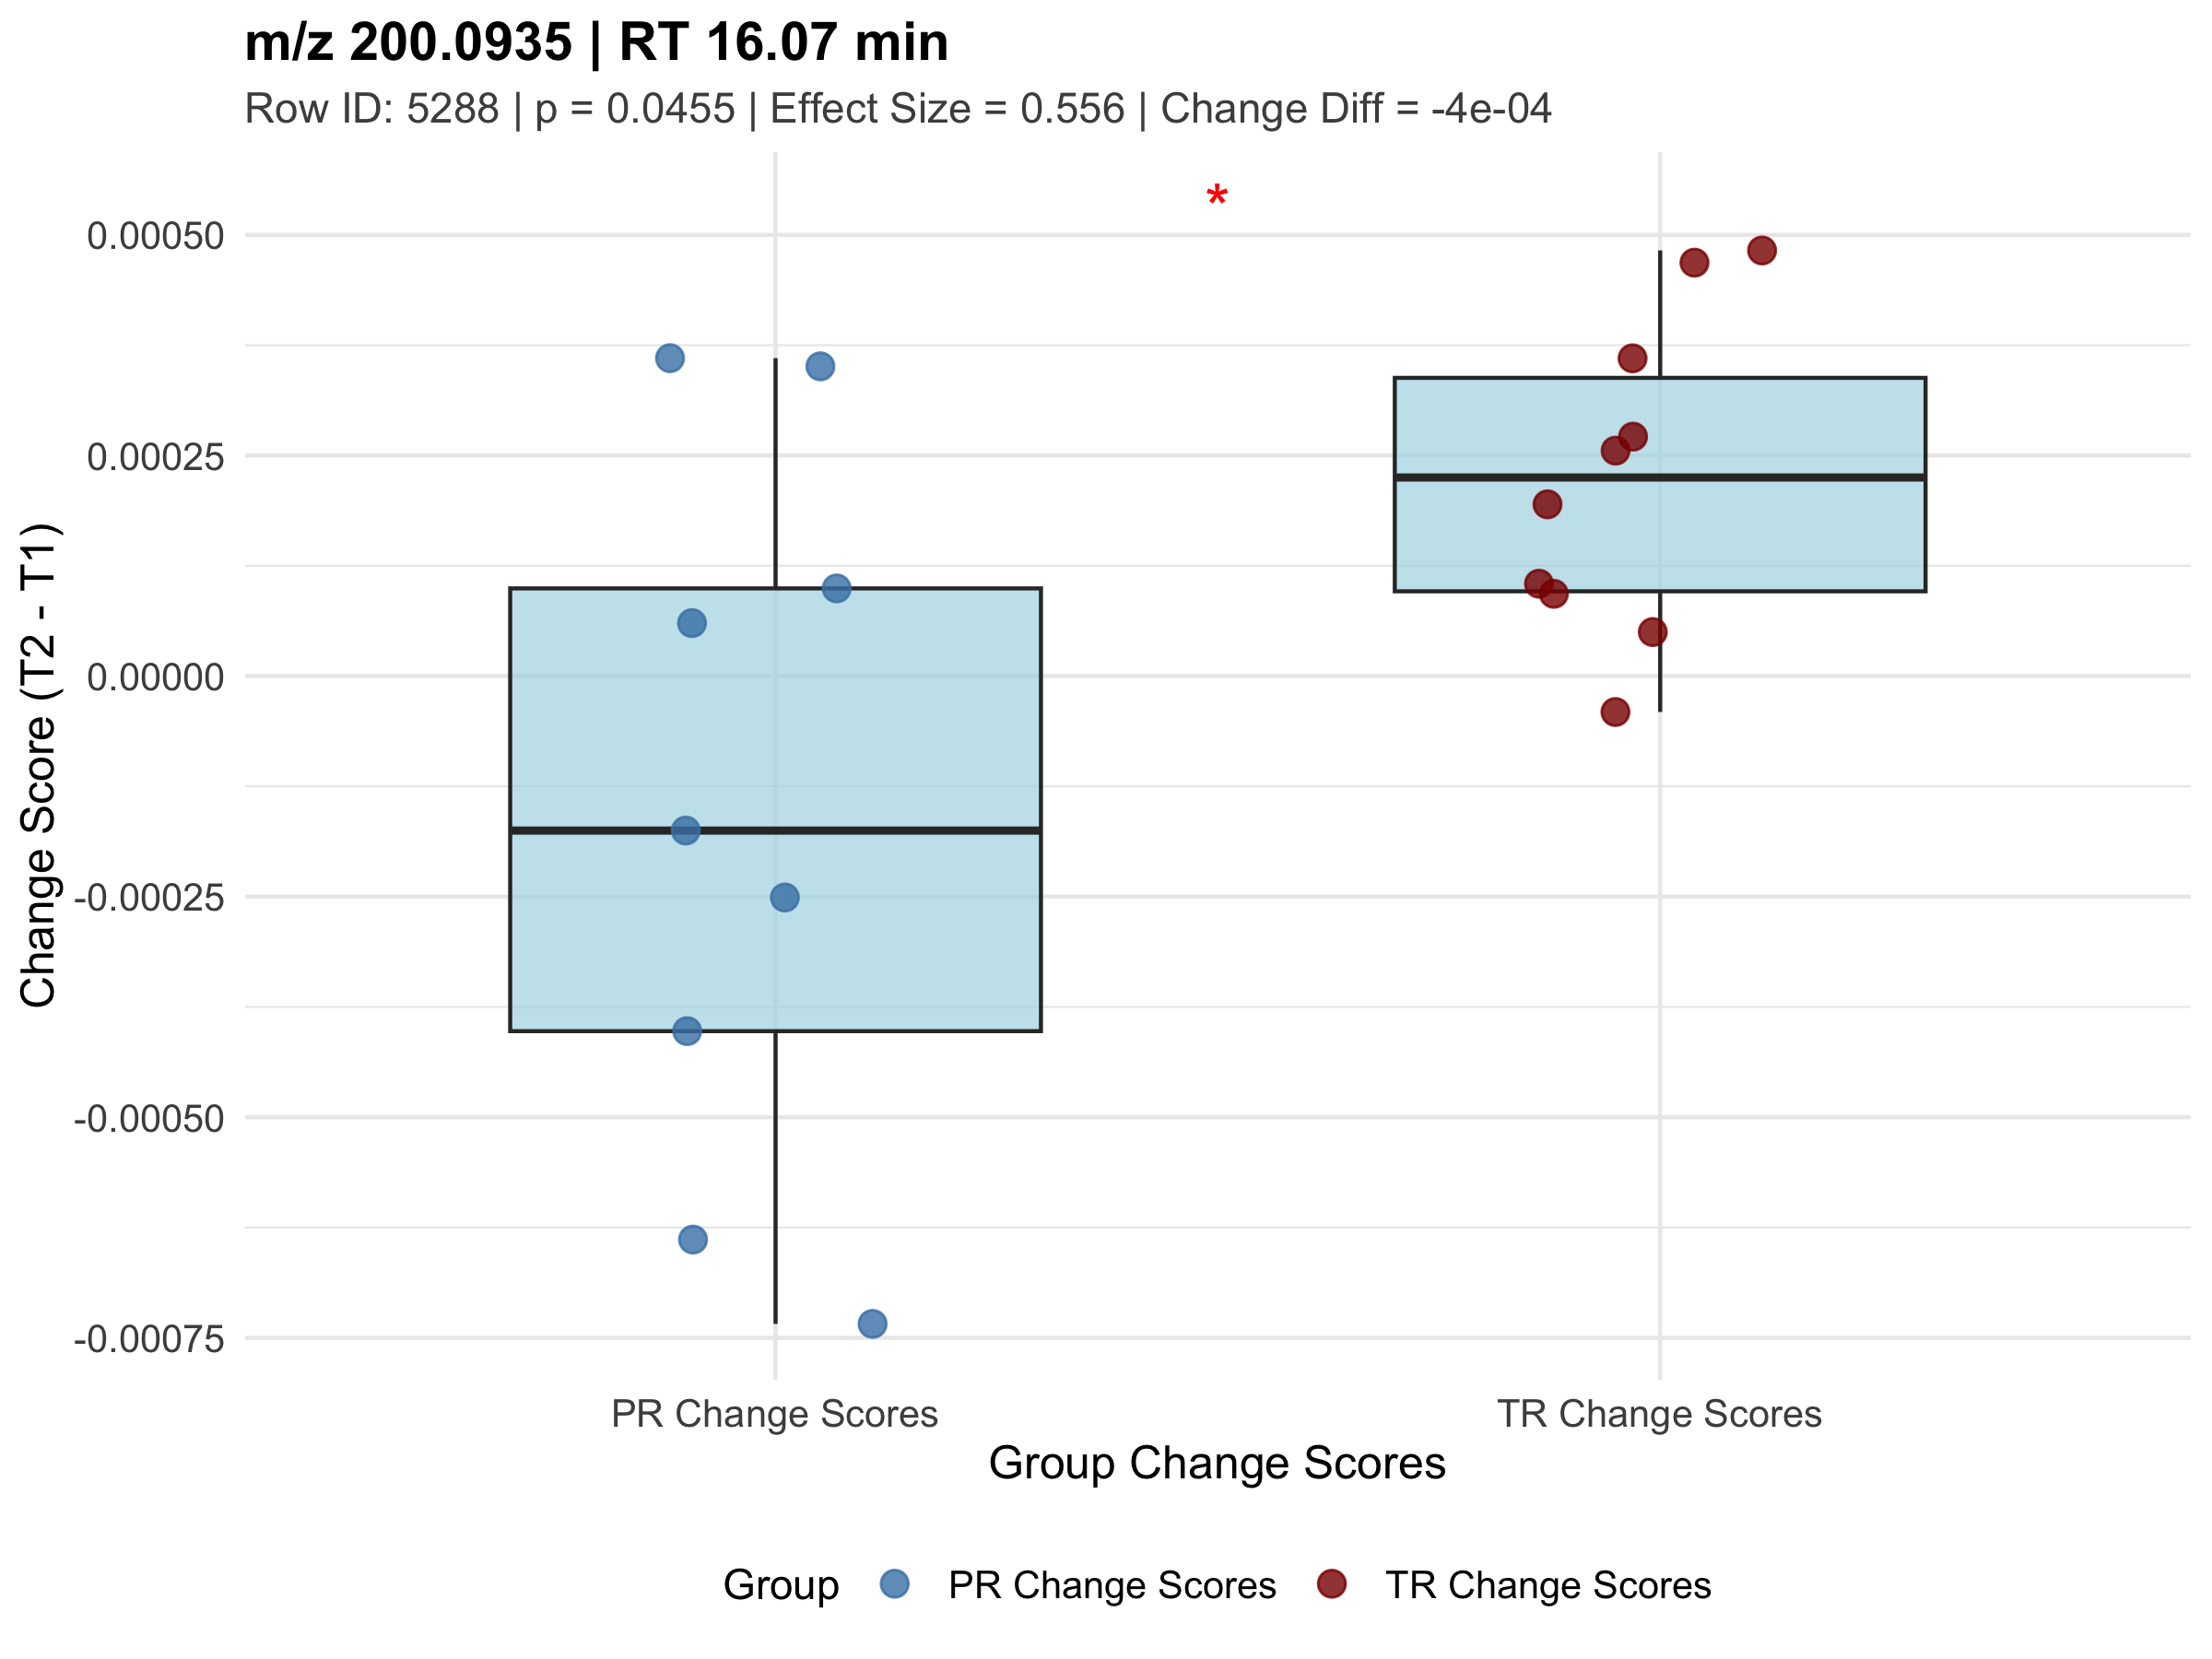 m/z 200.0935 | RT 16.07 min
Row ID: 5288 | p = 0.0455 | Effect Size = 0.556 | Change Diff = -4e-04
*
0.00050
0.00025
0.00000
-0.00025
-0.00050
-0.00075
Change Score (T2 - T1)
PR Change Scores
TR Change Scores
Group Change Scores
Group
PR Change Scores
TR Change Scores